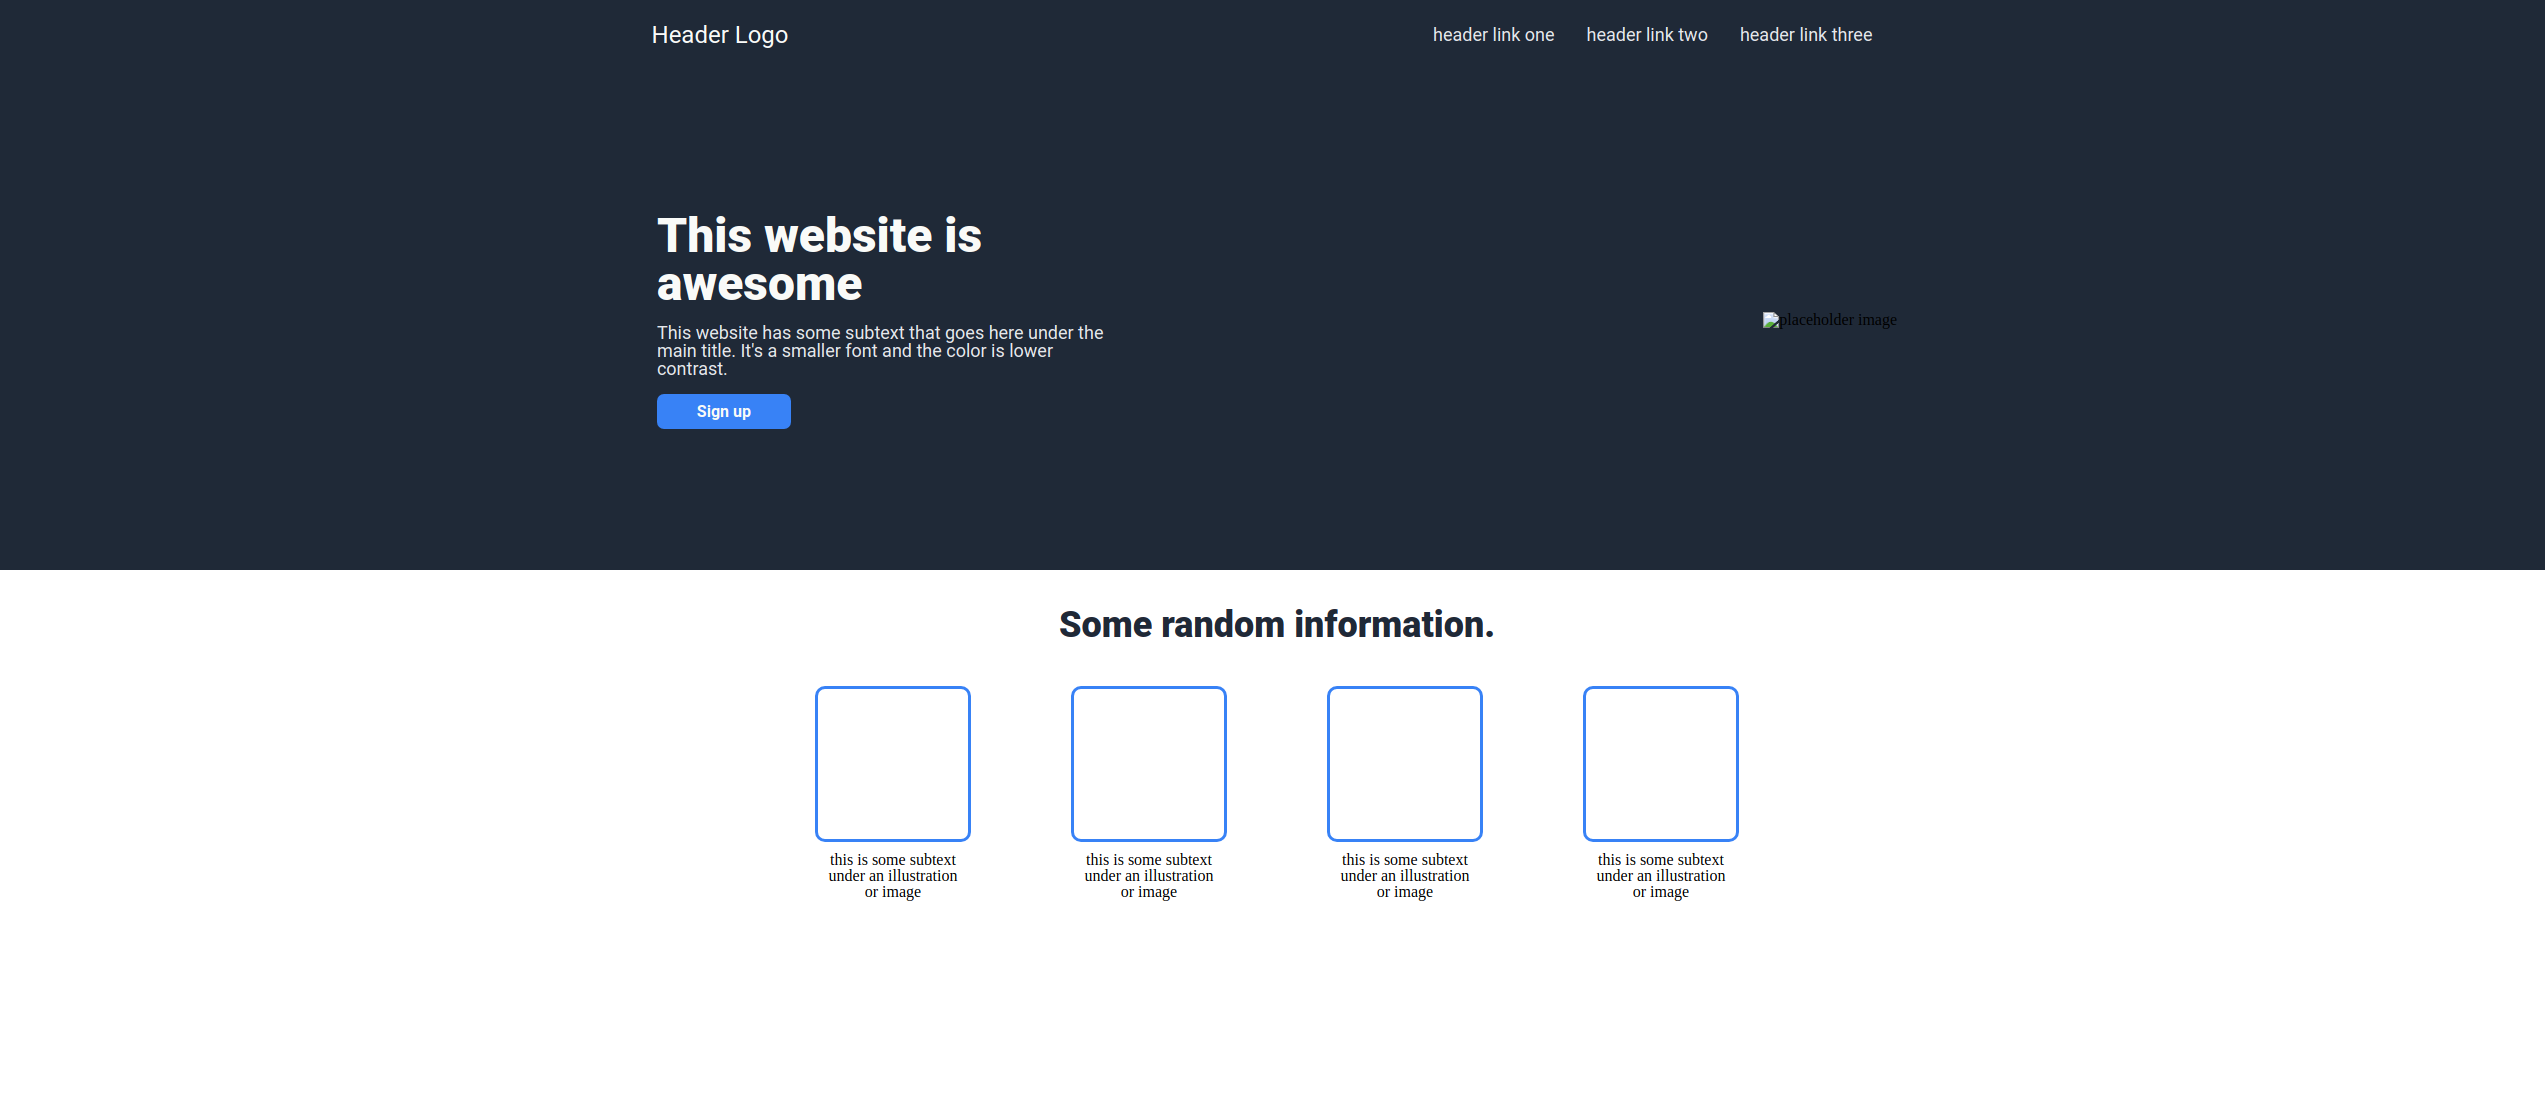 Header Logo
header link one
header link two
header link three
This website is
awesome
This website has some subtext that goes here under the
main title. It's a smaller font and the color is lower
contrast.
placeholder image
Sign up
Some random information.
this is some subtext
under an illustration
or image
this is some subtext
under an illustration
or image
this is some subtext
under an illustration
or image
this is some subtext
under an illustration
or image